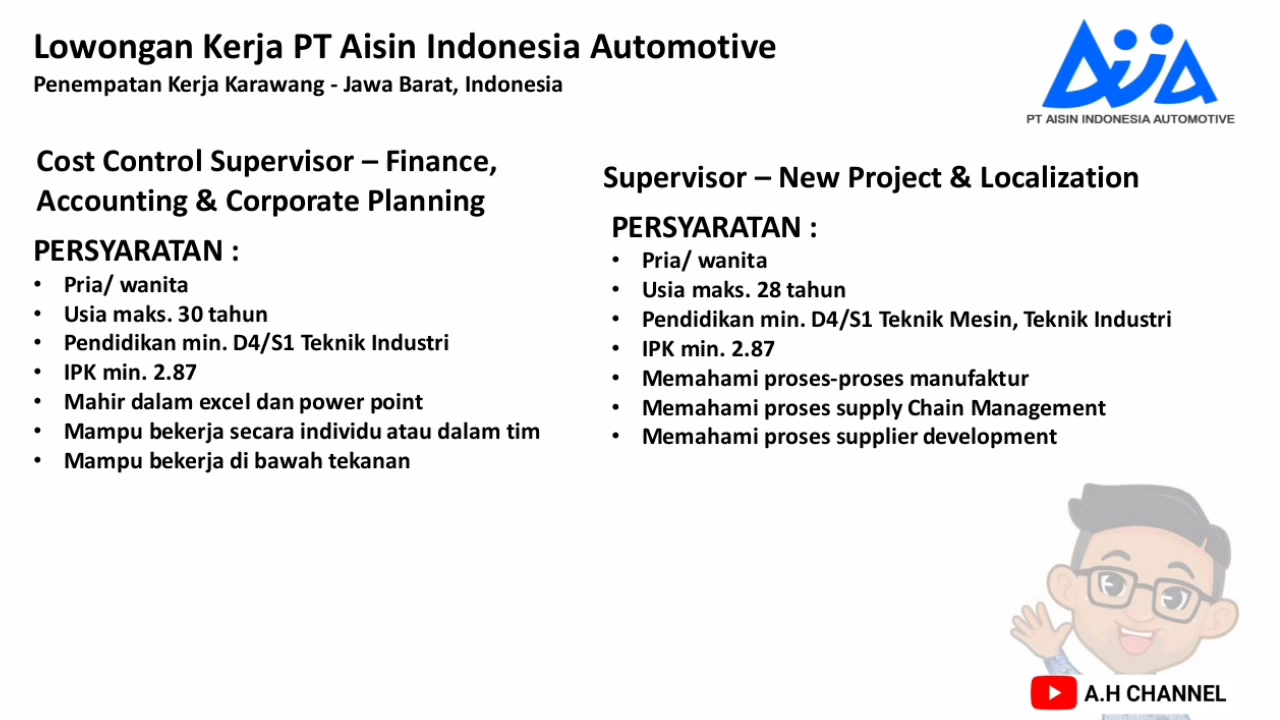 Lowongan Kerja PT Aisin Indonesia Automotive
Penempatan Kerja Karawang - Jawa Barat, Indonesia
PT AISIN INDONESIA AUTOMOTIVE
Cost Control Supervisor – Finance,
Accounting & Corporate Planning
PERSYARATAN :
• Pria/ wanita
• Usia maks. 30 tahun
• Pendidikan min. D4/S1 Teknik Industri
• IPK min. 2.87
• Mahir dalam excel dan power point
• Mampu bekerja secara individu atau dalam tim
• Mampu bekerja di bawah tekanan
Supervisor – New Project & Localization
PERSYARATAN :
• Pria/ wanita
• Usia maks. 28 tahun
• Pendidikan min. D4/S1 Teknik Mesin, Teknik Industri
• IPK min. 2.87
• Memahami proses-proses manufaktur
• Memahami proses supply Chain Management
• Memahami proses supplier development
A.H CHANNEL